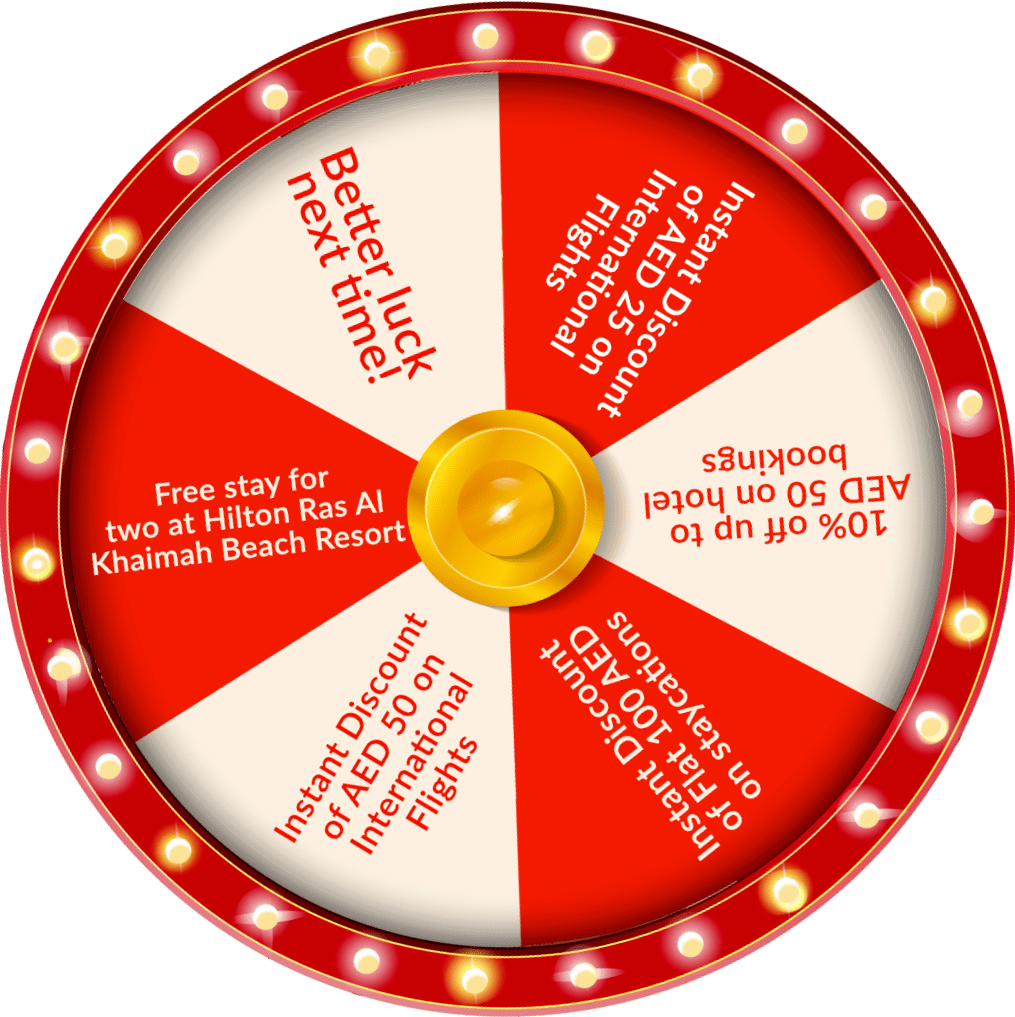 Better luck
next time!
Instant Discount
of AED 25 on
International
Flights
10% off up to
AED 50 on hotel
bookings
Instant Discount
of Flat 100 AED
on staycations
Instant Discount
of AED 50 on
International
Flights
Free stay for
two at Hilton Ras Al
Khaimah Beach Resort